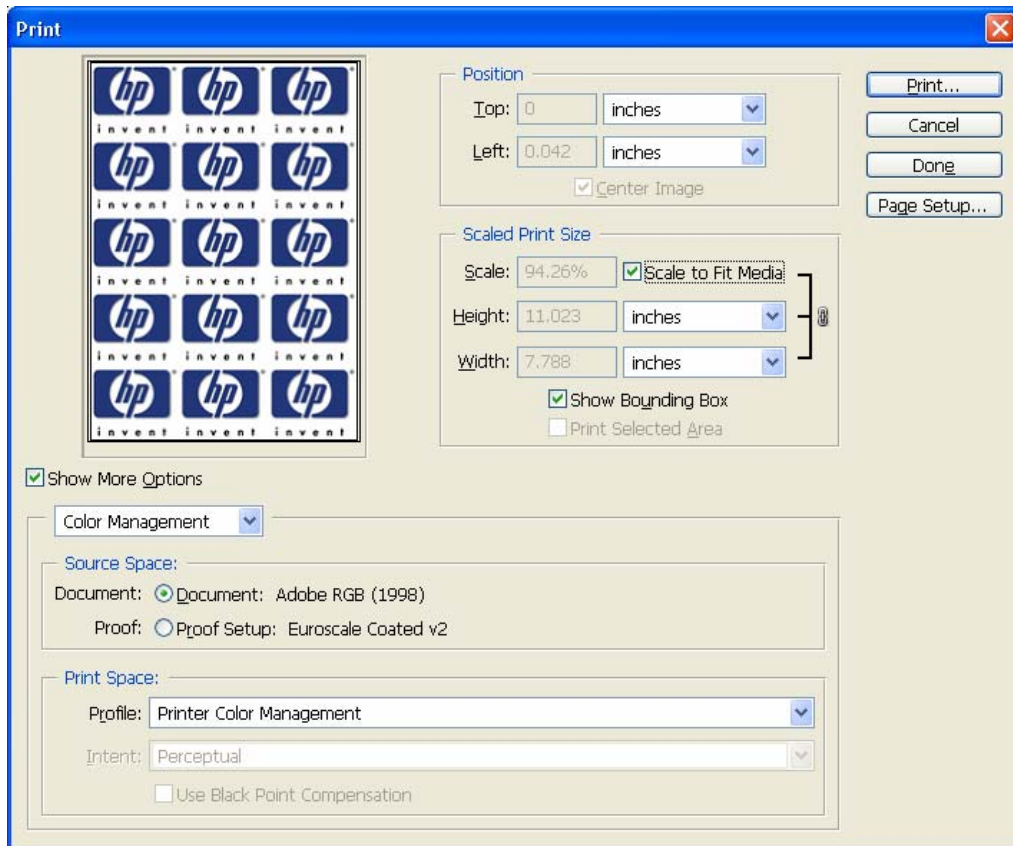 Print
hp hp hp
invent invent invent
hp hp hp
invent invent invent
hp hp hp
invent invent invent
hp hp hp
invent invent invent
hp hp hp
invent invent invent
Position
Top: 0 inches
Left: 0.042 inches
Center Image
Print...
Cancel
Done
Page Setup...
Scaled Print Size
Scale: 94.26% Scale to Fit Media
Height: 11.023 inches
Width: 7.788 inches
Show Bounding Box
Print Selected Area
Show More Options
Color Management
Source Space:
Document: Document: Adobe RGB (1998)
Proof: Proof Setup: Euroscale Coated v2
Print Space:
Profile: Printer Color Management
Intent: Perceptual
Use Black Point Compensation